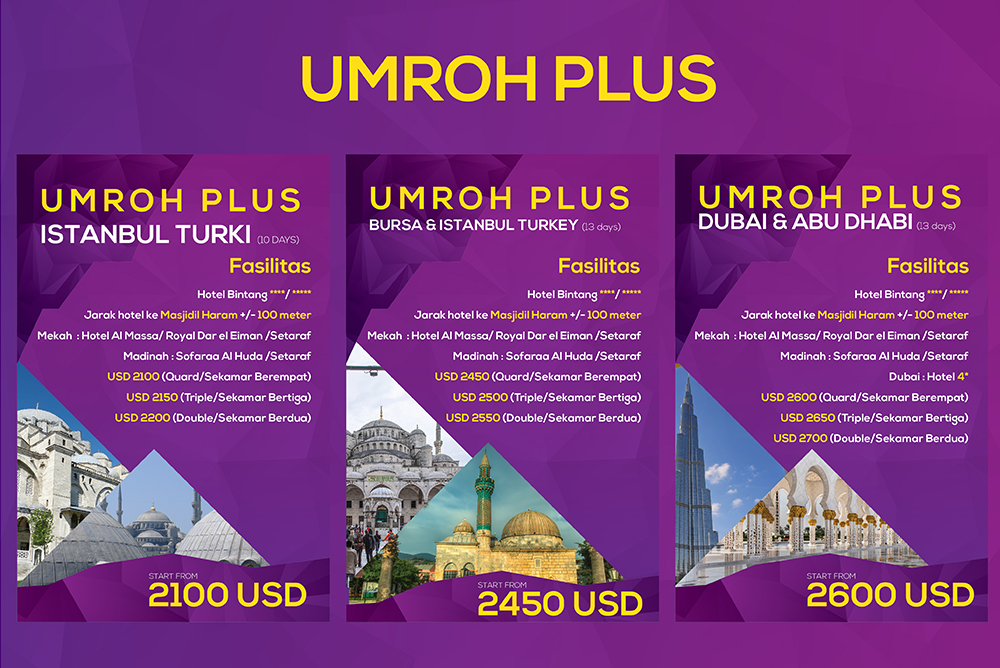 UMROH PLUS
UMROH PLUS
ISTANBUL TURKI (10 DAYS)
Fasilitas
Hotel Bintang ****/ *****
Jarak hotel ke Masjidil Haram +/- 100 meter
Mekah : Hotel Al Massa/ Royal Dar el Eiman /Setaraf
Madinah : Sofaraa Al Huda /Setaraf
USD 2100 (Quard/Sekamar Berempat)
USD 2150 (Triple/Sekamar Bertiga)
USD 2200 (Double/Sekamar Berdua)
START FROM
2100 USD
UMROH PLUS
BURSA & ISTANBUL TURKEY (13 days)
Fasilitas
Hotel Bintang ****/ *****
Jarak hotel ke Masjidil Haram +/- 100 meter
Mekah : Hotel Al Massa/ Royal Dar el Eiman /Setaraf
Madinah : Sofaraa Al Huda /Setaraf
USD 2450 (Quard/Sekamar Berempat)
USD 2500 (Triple/Sekamar Bertiga)
USD 2550 (Double/Sekamar Berdua)
START FROM
2450 USD
UMROH PLUS
DUBAI & ABU DHABI (13 days)
Fasilitas
Hotel Bintang ****/ *****
Jarak hotel ke Masjidil Haram +/- 100 meter
Mekah : Hotel Al Massa/ Royal Dar el Eiman /Setaraf
Madinah : Sofaraa Al Huda /Setaraf
Dubai : Hotel 4*
USD 2600 (Quard/Sekamar Berempat)
USD 2650 (Triple/Sekamar Bertiga)
USD 2700 (Double/Sekamar Berdua)
START FROM
2600 USD